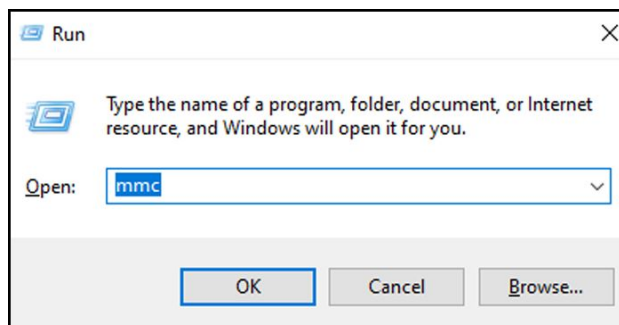 Run
Type the name of a program, folder, document, or Internet
resource, and Windows will open it for you.
Open:
mmc
OK
Cancel
Browse...